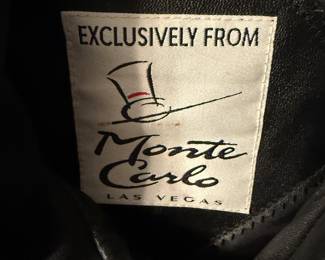 EXCLUSIVELY FROM
Monte
Carlo
LAS VEGAS